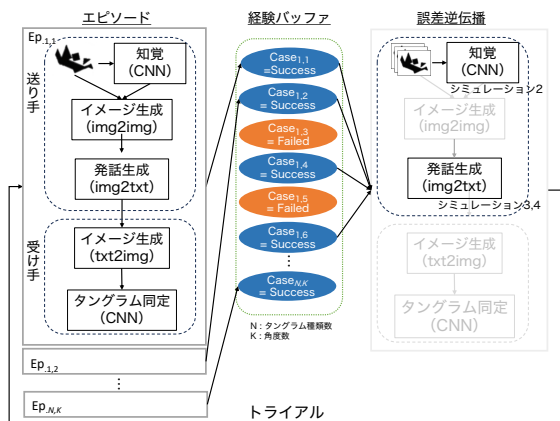 エピソード
Ep.1,1
送り手
知覚
(CNN)
イメージ生成
(img2img)
発話生成
(img2txt)
受け手
イメージ生成
(txt2img)
タングラム同定
(CNN)
Ep.1,2
⋮
Ep.N,K
経験バッファ
Case1,1
=Success
Case1,2
= Success
Case1,3
= Failed
Case1,4
= Success
Case1,5
= Failed
Case1,6
= Success
⋮
CaseN,K
= Success
N : タングラム種類数
K : 角度数
トライアル
誤差逆伝播
知覚
(CNN)
シミュレーション2
イメージ生成
(img2img)
発話生成
(img2txt)
シミュレーション3,4
イメージ生成
(txt2img)
タングラム同定
(CNN)